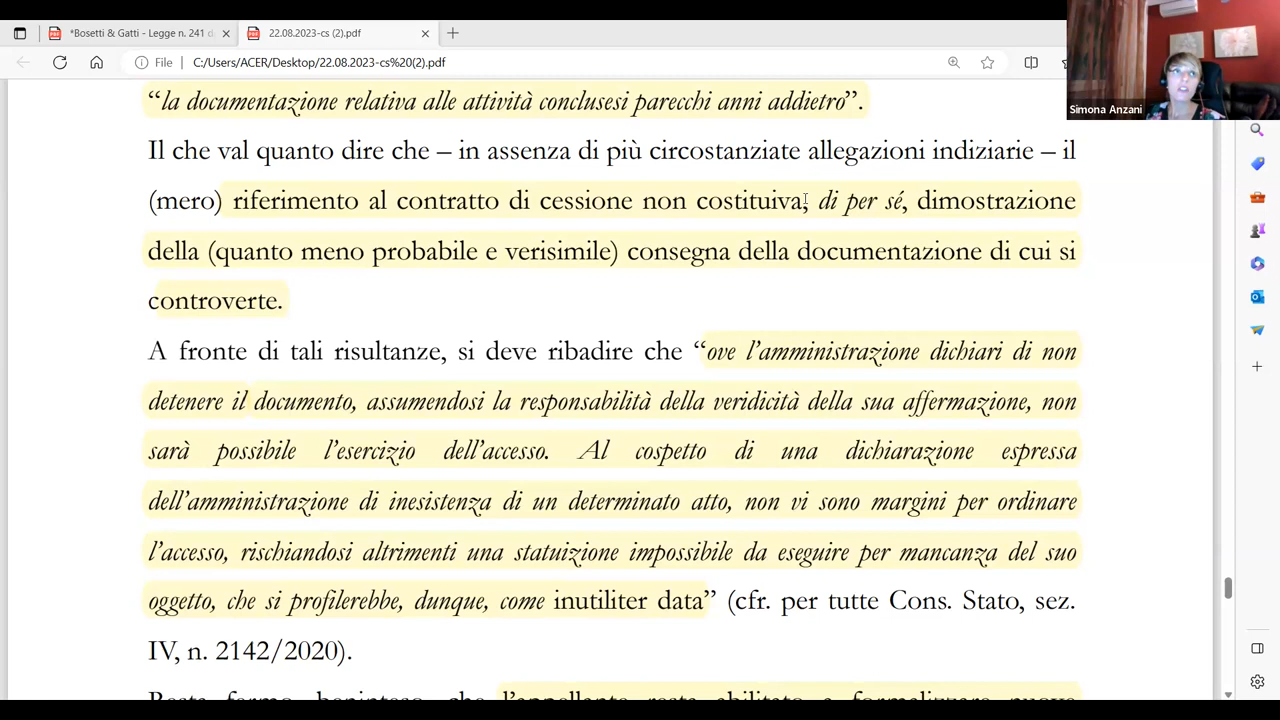 *Bosetti & Gatti - Legge n. 241 d
22.08.2023-cs (2).pdf
File
C:/Users/ACER/Desktop/22.08.2023-cs%20(2).pdf
Simona Anzani
“la documentazione relativa alle attività conclusesi parecchi anni addietro”.
Il che val quanto dire che – in assenza di più circostanziate allegazioni indiziarie – il
(mero) riferimento al contratto di cessione non costituiva, di per sé, dimostrazione
della (quanto meno probabile e verisimile) consegna della documentazione di cui si
controverte.
A fronte di tali risultanze, si deve ribadire che “ove l’amministrazione dichiari di non
detenere il documento, assumendosi la responsabilità della veridicità della sua affermazione, non
sarà possibile l’esercizio dell’accesso. Al cospetto di una dichiarazione espressa
dell’amministrazione di inesistenza di un determinato atto, non vi sono margini per ordinare
l’accesso, rischiandosi altrimenti una statuizione impossibile da eseguire per mancanza del suo
oggetto, che si profilerebbe, dunque, come inutiliter data” (cfr. per tutte Cons. Stato, sez.
IV, n. 2142/2020).